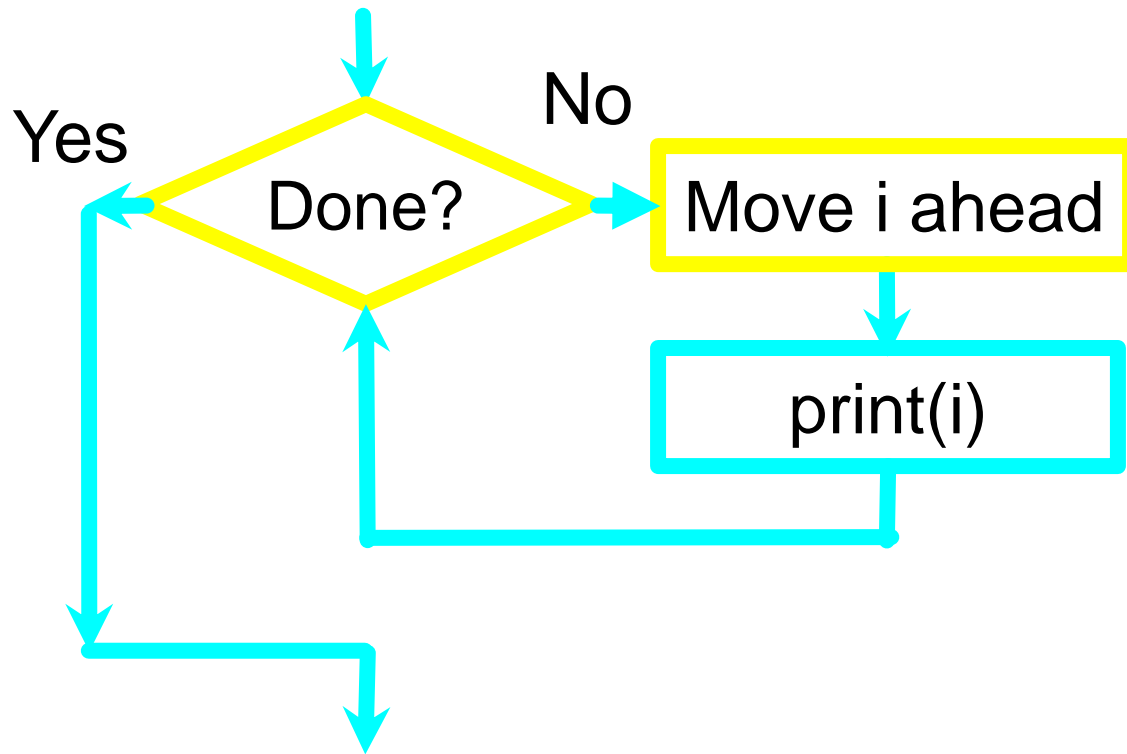 No
Yes
Done?
Move i ahead
print(i)